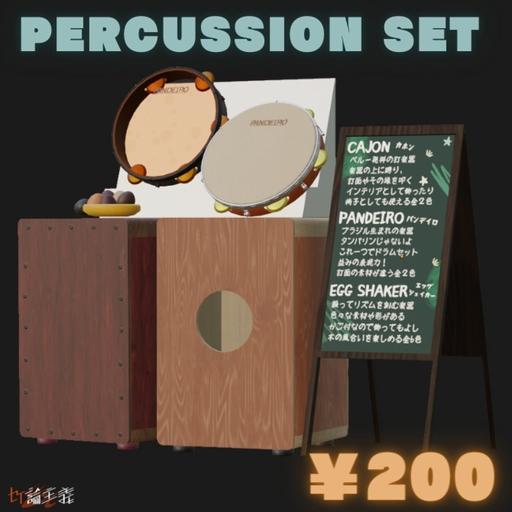 PERCUSSION SET
PANDEIRO
PANDEIRO
CAJON カホン
ペルー発祥の打楽器
楽器の上に跨り、
打面やその縁を叩く
インテリアとして飾ったり
椅子としても使える全2色
PANDEIRO パンデイロ
ブラジル生まれの楽器
タンバリンじゃないよ
これ一つでドラムセット
並みの表現力！
打面の素材が違う全2色
EGG SHAKER エッグシェイカー
振ってリズムを刻む楽器
色々な素材や形がある
かごに入れて飾ってもよし
木の風合いを楽しめる全6色
¥200